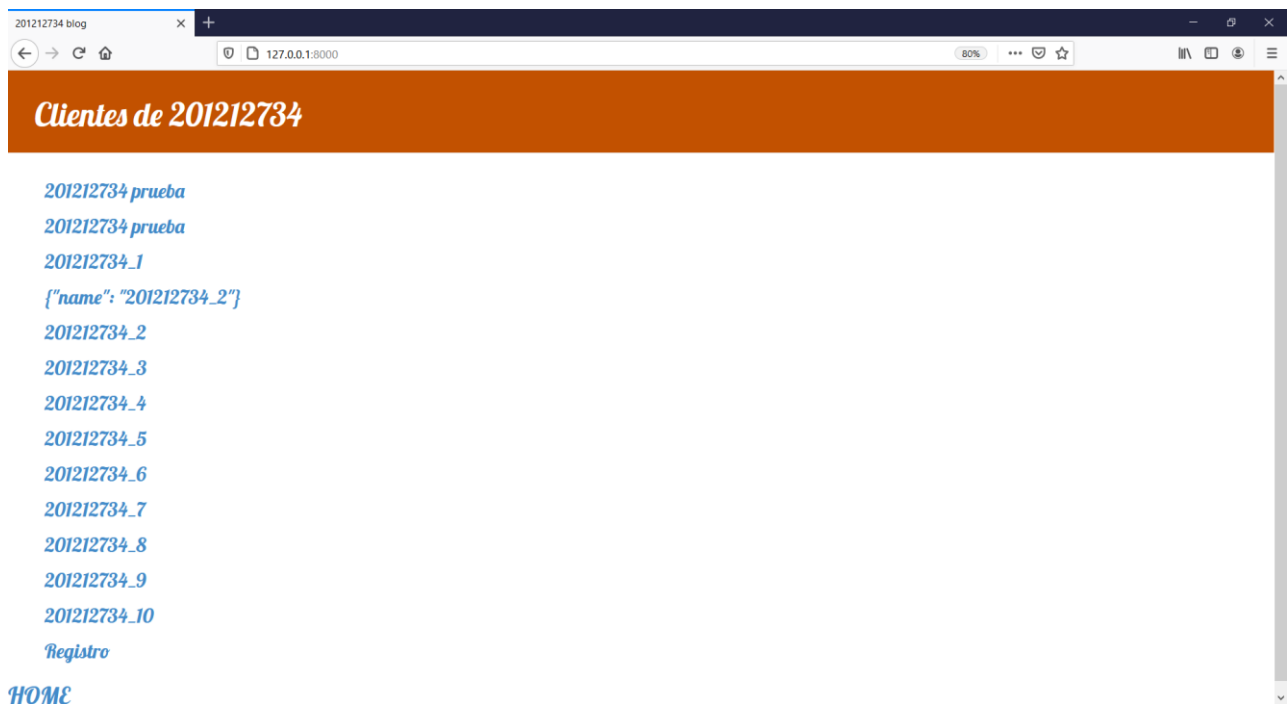 201212734 blog
127.0.0.1:8000
80%
Clientes de 201212734
201212734 prueba
201212734 prueba
201212734_1
{"name": "201212734_2"}
201212734_2
201212734_3
201212734_4
201212734_5
201212734_6
201212734_7
201212734_8
201212734_9
201212734_10
Registro
HOME